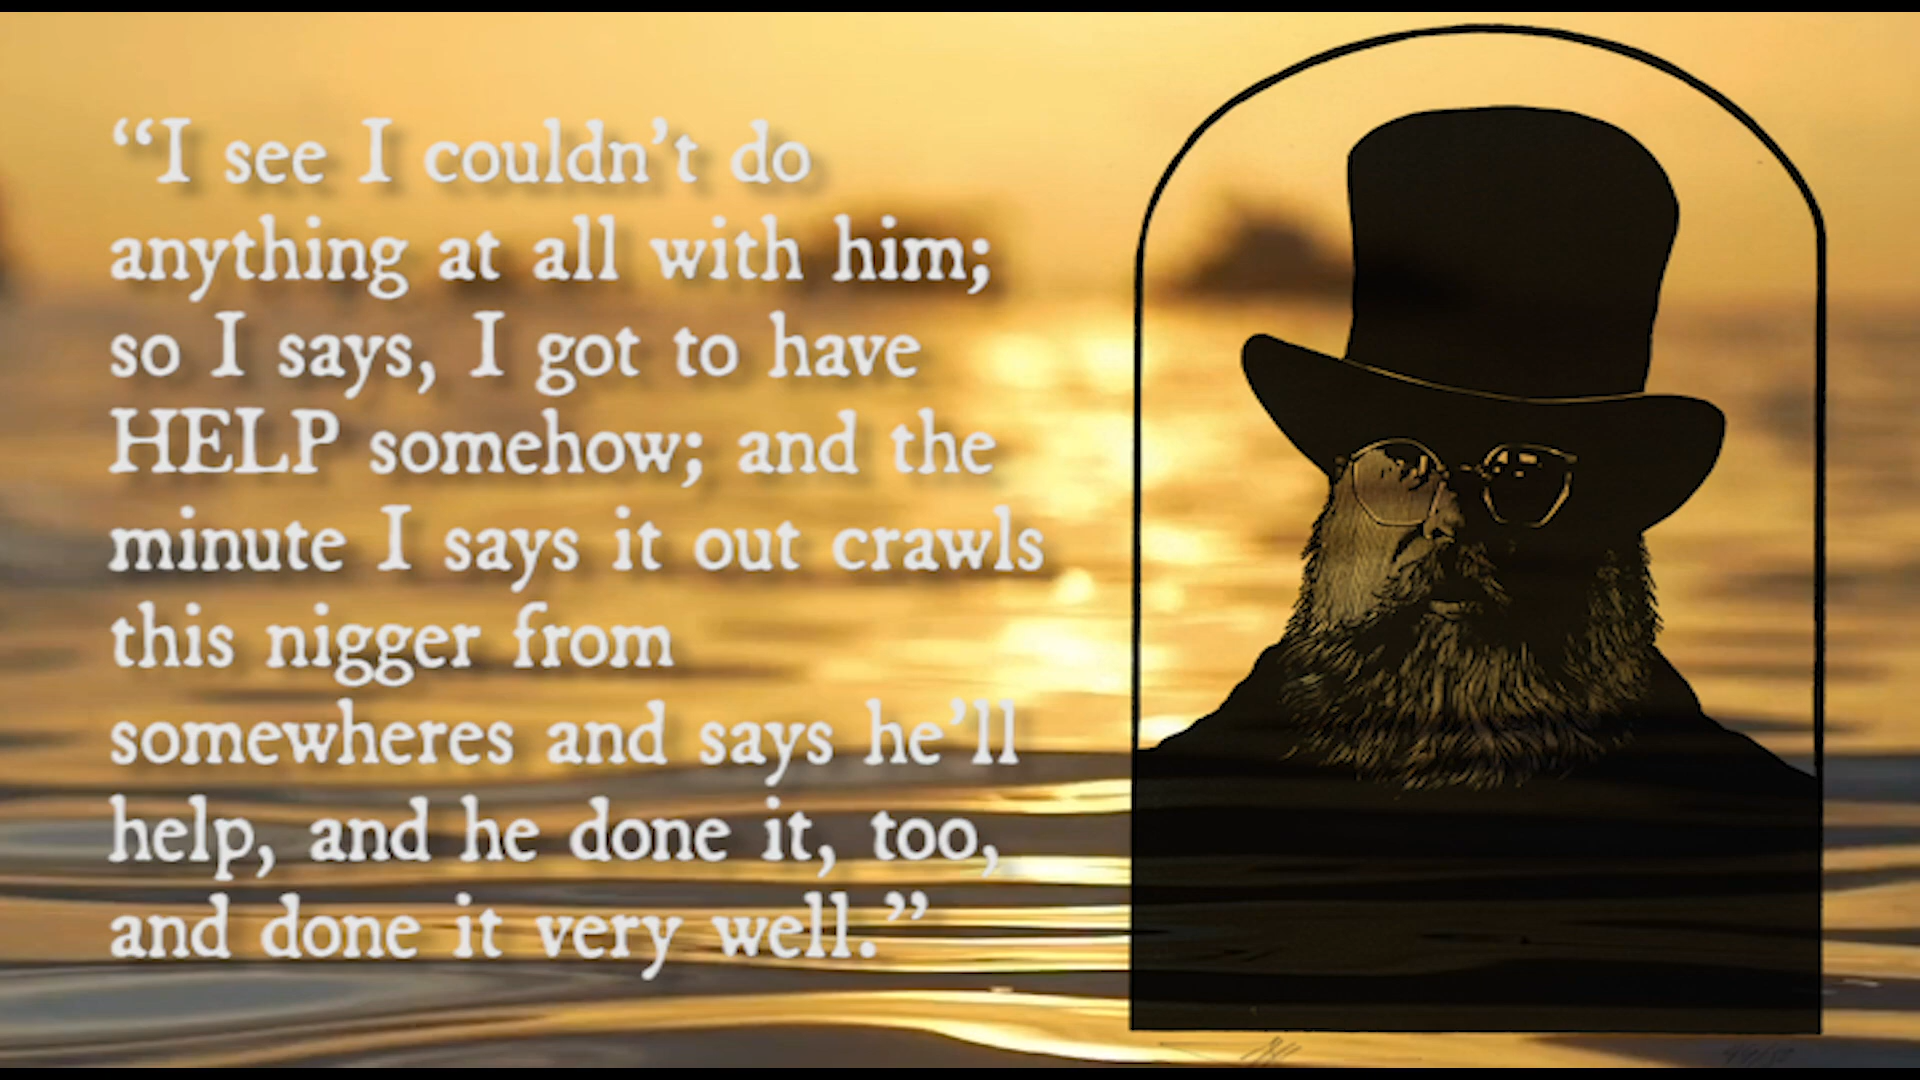 “I see I couldn’t do
anything at all with him;
so I says, I got to have
HELP somehow; and the
minute I says it out crawls
this nigger from
somewheres and says he’ll
help, and he done it, too,
and done it very well.”